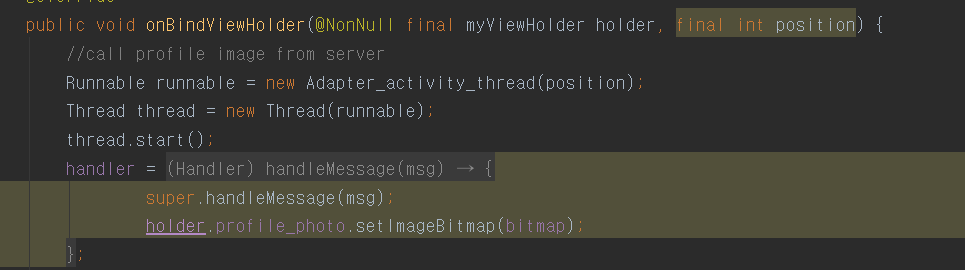 public void onBindViewHolder(@NonNull final myViewHolder holder, final int position) {
//call profile image from server
Runnable runnable = new Adapter_activity_thread(position);
Thread thread = new Thread(runnable);
thread.start();
handler = (Handler) handleMessage(msg) → {
super.handleMessage(msg);
holder.profile_photo.setImageBitmap(bitmap);
};